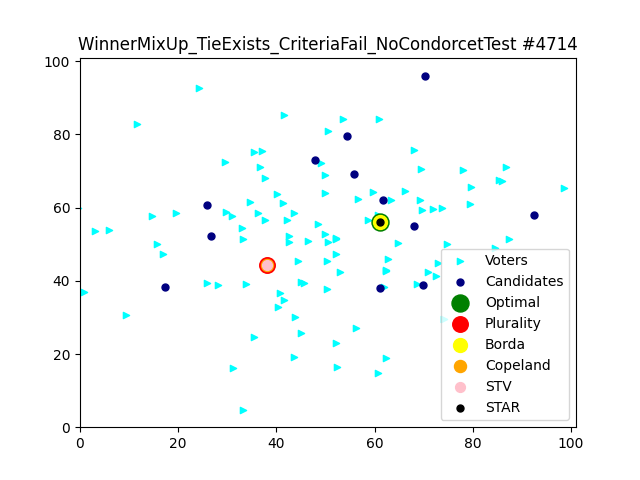 WinnerMixUp_TieExists_CriteriaFail_NoCondorcetTest #4714
100
80
60
40
20
0
0 20 40 60 80 100
Voters
Candidates
Optimal
Plurality
Borda
Copeland
STV
STAR